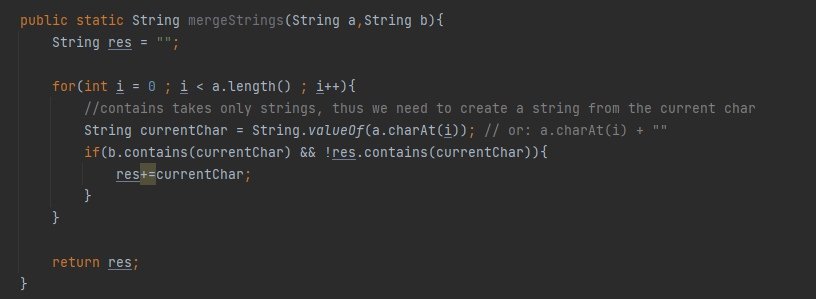 public static String mergeStrings(String a,String b){
    String res = "";
    for(int i = 0 ; i < a.length() ; i++){
        //contains takes only strings, thus we need to create a string from the current char
        String currentChar = String.valueOf(a.charAt(i)); // or: a.charAt(i) + ""
        if(b.contains(currentChar) && !res.contains(currentChar)){
            res+=currentChar;
        }
    }
    return res;
}